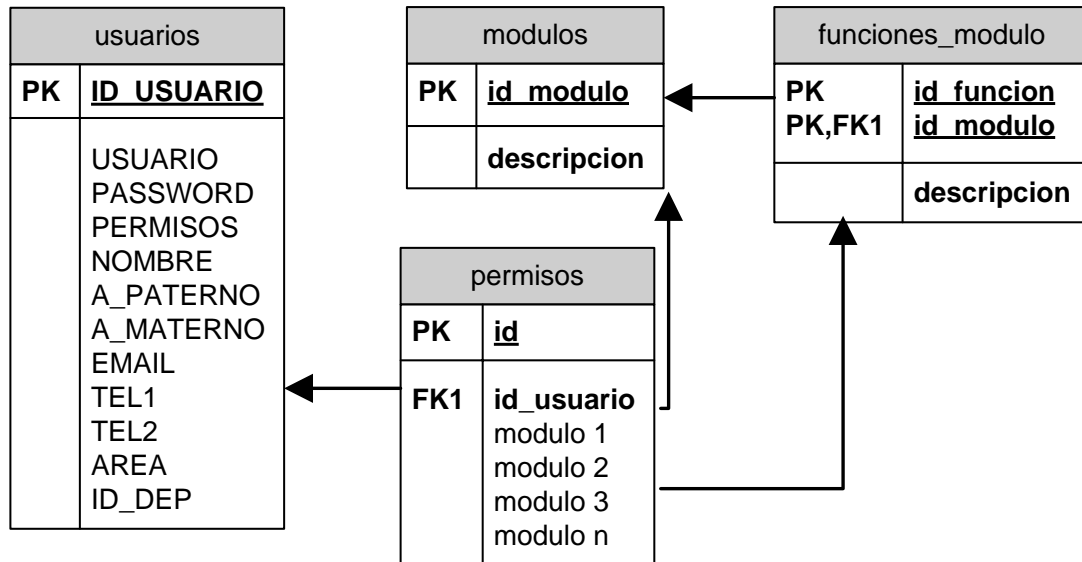 usuarios
PK ID_USUARIO
USUARIO
PASSWORD
PERMISOS
NOMBRE
A_PATERNO
A_MATERNO
EMAIL
TEL1
TEL2
AREA
ID_DEP
modulos
PK id_modulo
descripcion
funciones_modulo
PK id_funcion
PK,FK1 id_modulo
descripcion
permisos
PK id
FK1 id_usuario
modulo 1
modulo 2
modulo 3
modulo n